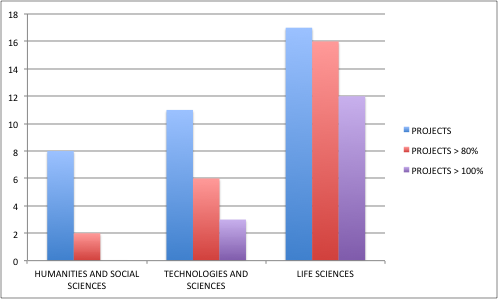 18
16
14
12
10
8
6
4
2
0
HUMANITIES AND SOCIAL
SCIENCES
TECHNOLOGIES AND
SCIENCES
LIFE SCIENCES
PROJECTS
PROJECTS > 80%
PROJECTS > 100%